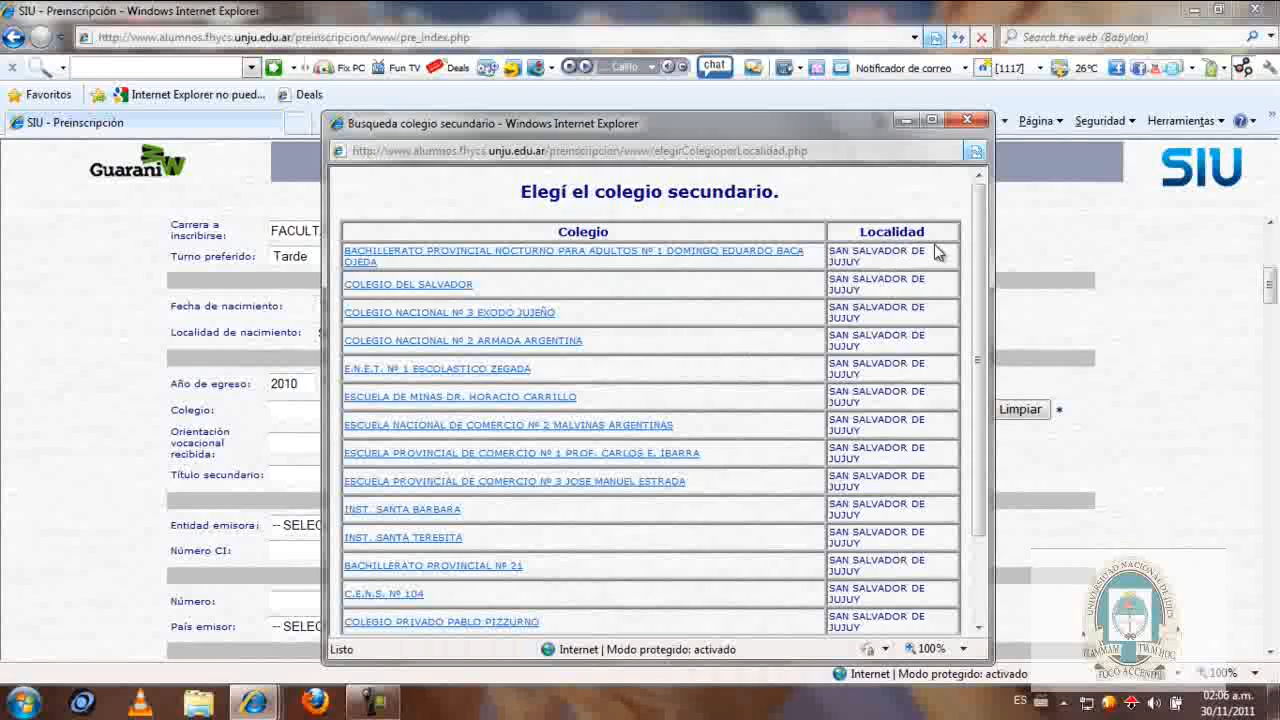 SIU - Preinscripción - Windows Internet Explorer
http://www.alumnos.fhycs.unju.edu.ar/preinscripcion/www/pre_index.php
Search the web (Babylon)
Fix PC
Fun TV
Deals
Calilo
chat
Notificador de correo
[1117]
26°C
Favoritos
Internet Explorer no pued...
Deals
SIU - Preinscripción
Página
Seguridad
Herramientas
Busqueda colegio secundario - Windows Internet Explorer
http://www.alumnos.fhycs.unju.edu.ar/preinscripcion/www/elegirColegioporLocalidad.php
Guarani
SIU
Carrera a
inscribirse:
FACULT
Turno preferido:
Tarde
Fecha de nacimiento:
Localidad de nacimiento:
Año de egreso:
2010
Colegio:
Limpiar *
Orientación
vocacional
recibida:
Título secundario:
Entidad emisora:
-- SELEC
Número CI:
Número:
País emisor:
-- SELEC
Elegí el colegio secundario.
Colegio Localidad
BACHILLERATO PROVINCIAL NOCTURNO PARA ADULTOS Nº 1 DOMINGO EDUARDO BACA
OJEDA
SAN SALVADOR DE
JUJUY
COLEGIO DEL SALVADOR
SAN SALVADOR DE
JUJUY
COLEGIO NACIONAL Nº 3 EXODO JUJEÑO
SAN SALVADOR DE
JUJUY
COLEGIO NACIONAL Nº 2 ARMADA ARGENTINA
SAN SALVADOR DE
JUJUY
E.N.E.T. Nº 1 ESCOLASTICO ZEGADA
SAN SALVADOR DE
JUJUY
ESCUELA DE MINAS DR. HORACIO CARRILLO
SAN SALVADOR DE
JUJUY
ESCUELA NACIONAL DE COMERCIO Nº 2 MALVINAS ARGENTINAS
SAN SALVADOR DE
JUJUY
ESCUELA PROVINCIAL DE COMERCIO Nº 1 PROF. CARLOS E. IBARRA
SAN SALVADOR DE
JUJUY
ESCUELA PROVINCIAL DE COMERCIO Nº 3 JOSE MANUEL ESTRADA
SAN SALVADOR DE
JUJUY
INST. SANTA BARBARA
SAN SALVADOR DE
JUJUY
INST. SANTA TERESITA
SAN SALVADOR DE
JUJUY
BACHILLERATO PROVINCIAL Nº 21
SAN SALVADOR DE
JUJUY
C.E.N.S. Nº 104
SAN SALVADOR DE
JUJUY
COLEGIO PRIVADO PABLO PIZZURNO
SAN SALVADOR DE
JUJUY
Listo
Internet | Modo protegido: activado
100%
Internet | Modo protegido: activado
100%
UNIVERSIDAD NACIONAL DE JUJUY
ES
02:06 a.m.
30/11/2011